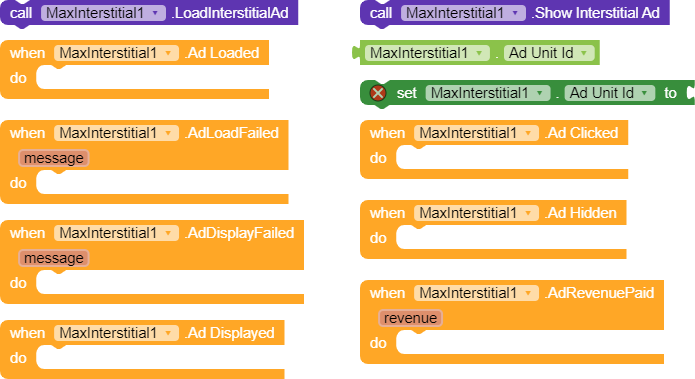 call MaxInterstitial1 .LoadInterstitialAd
when MaxInterstitial1 .Ad Loaded
do
when MaxInterstitial1 .AdLoadFailed
message
do
when MaxInterstitial1 .AdDisplayFailed
message
do
when MaxInterstitial1 .Ad Displayed
do
call MaxInterstitial1 .Show Interstitial Ad
MaxInterstitial1 . Ad Unit Id
set MaxInterstitial1 . Ad Unit Id to
when MaxInterstitial1 .Ad Clicked
do
when MaxInterstitial1 .Ad Hidden
do
when MaxInterstitial1 .AdRevenuePaid
revenue
do